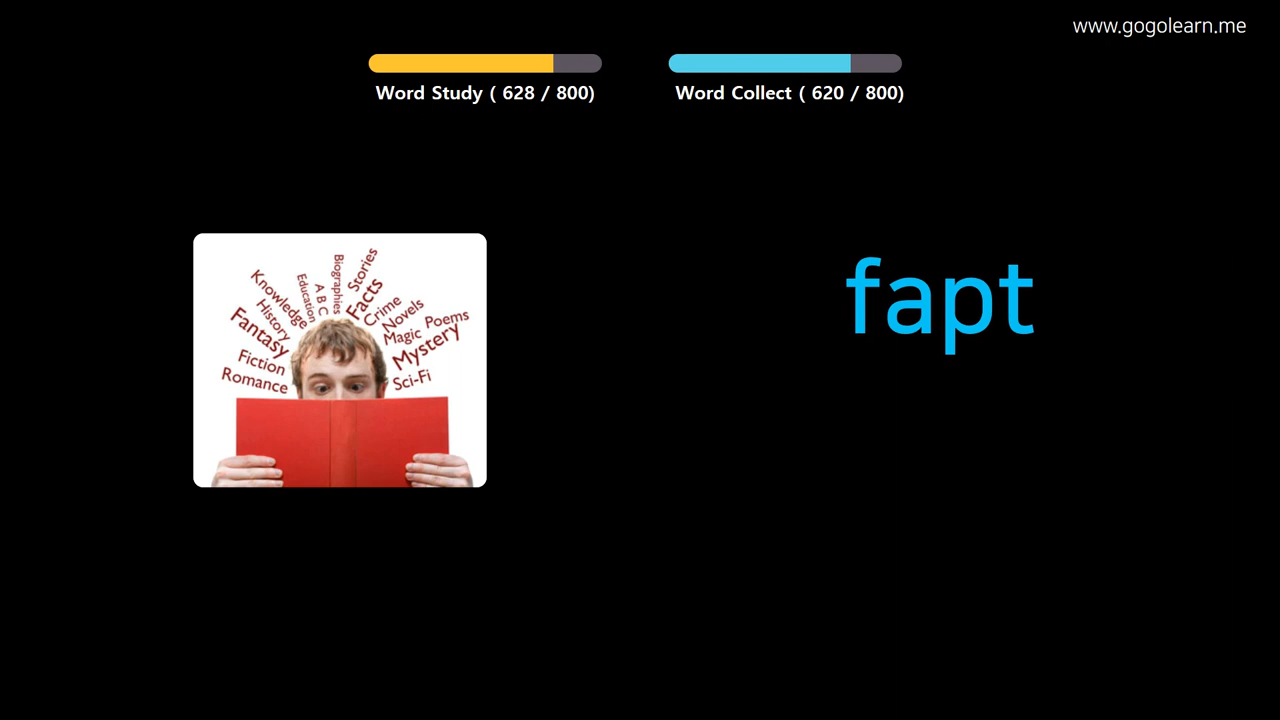 www.gogolearn.me
Word Study ( 628 / 800)
Word Collect ( 620 / 800)
fapt
Romance
Fiction
Fantasy
History
Knowledge
Education
A B C
Biographies
Stories
Facts
Crime
Novels
Magic
Poems
Mystery
Sci-Fi